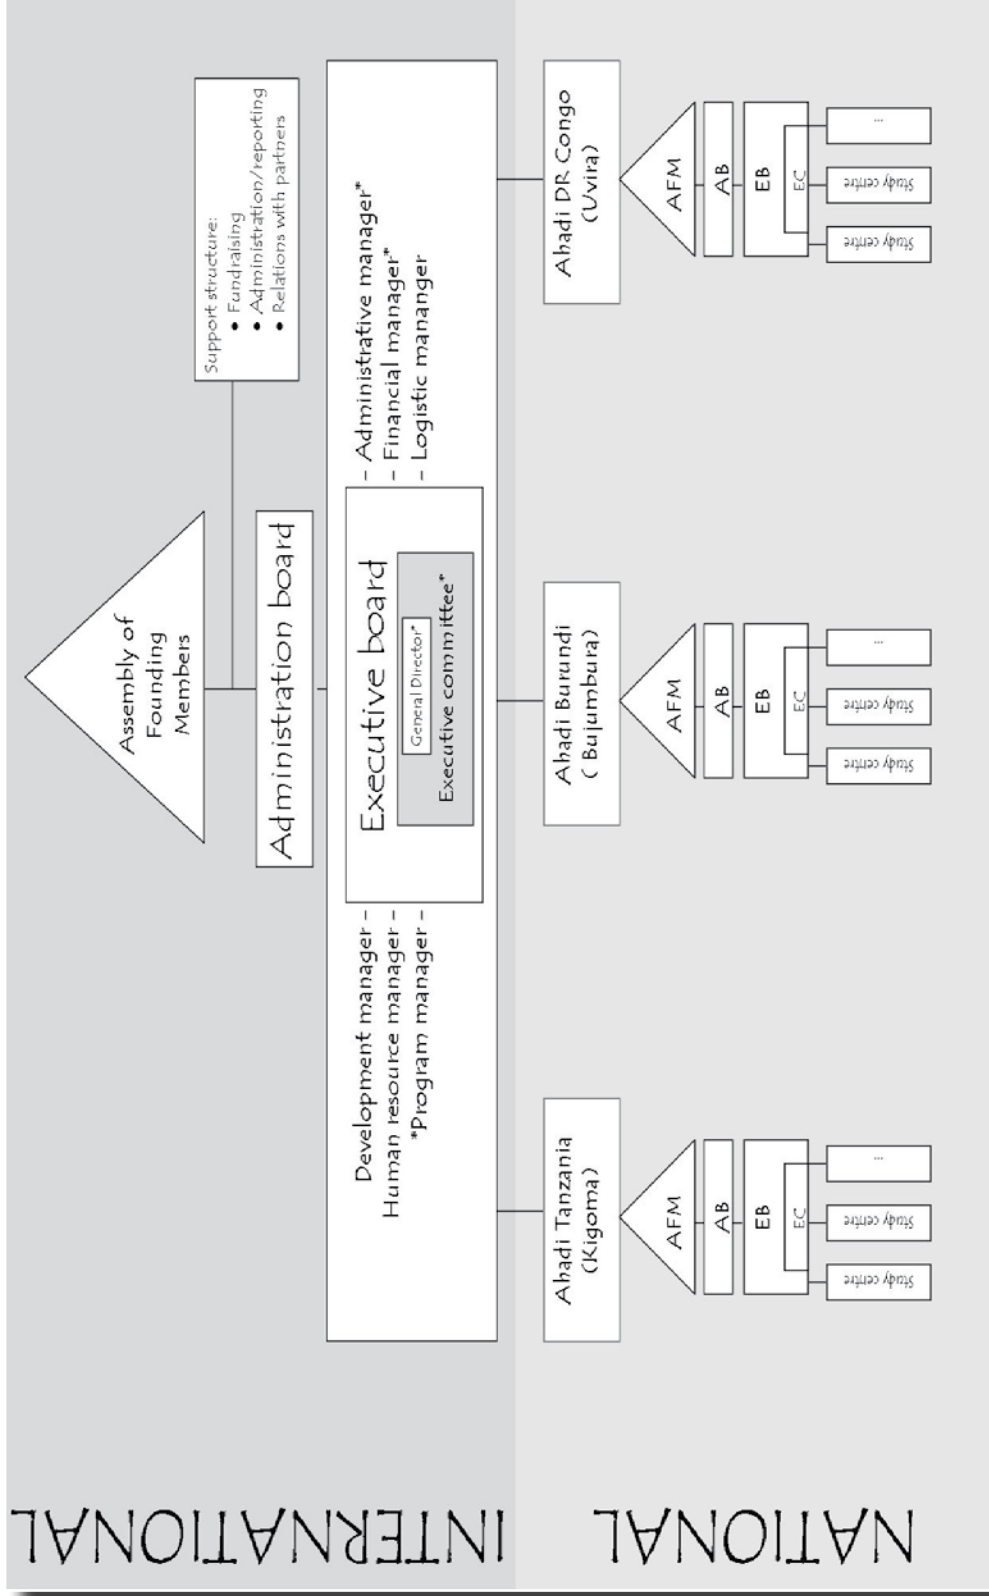 INTERNATIONAL
Assembly of
Founding
Members
Support structure:
• Fundraising
• Administration/reporting
• Relations with partners
Administration board
Development manager -
Human resource manager -
*Program manager -
Executive board
General Director*
Executive committee*
- Administrative manager*
- Financial manager*
- Logistic mananger
NATIONAL
Ahadi Tanzania
(Kigoma)
AFM
AB
EB
EC
Study centre
Study centre
...
Ahadi Burundi
( Bujumbura)
AFM
AB
EB
EC
Study centre
Study centre
...
Ahadi DR Congo
(Uvira)
AFM
AB
EB
EC
Study centre
Study centre
...